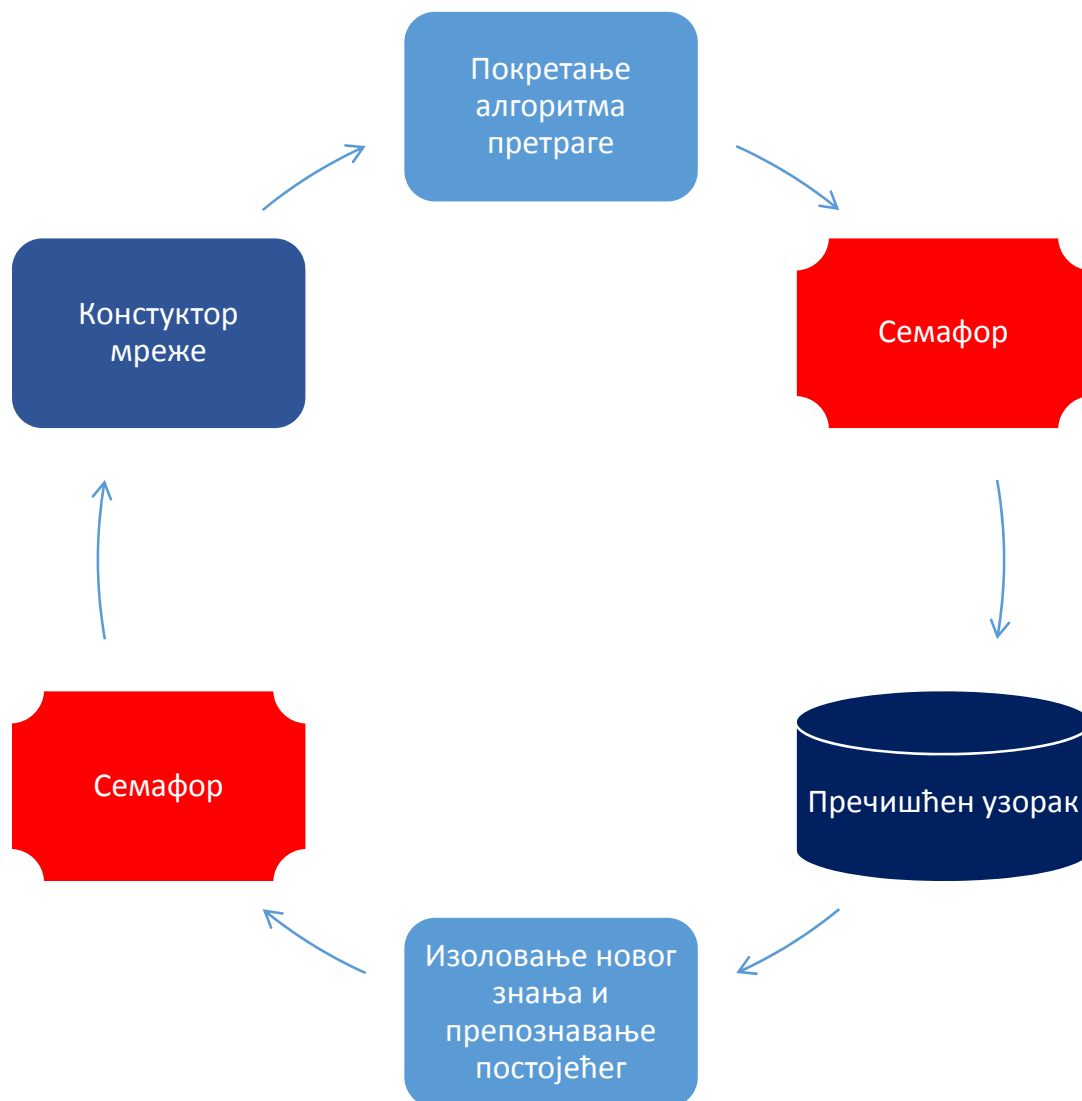 Покретање
алгоритма
претраге
Констуктор
мреже
Семафор
Семафор
Пречишћен узорак
Изоловање новог
знања и
препознавање
постојећег